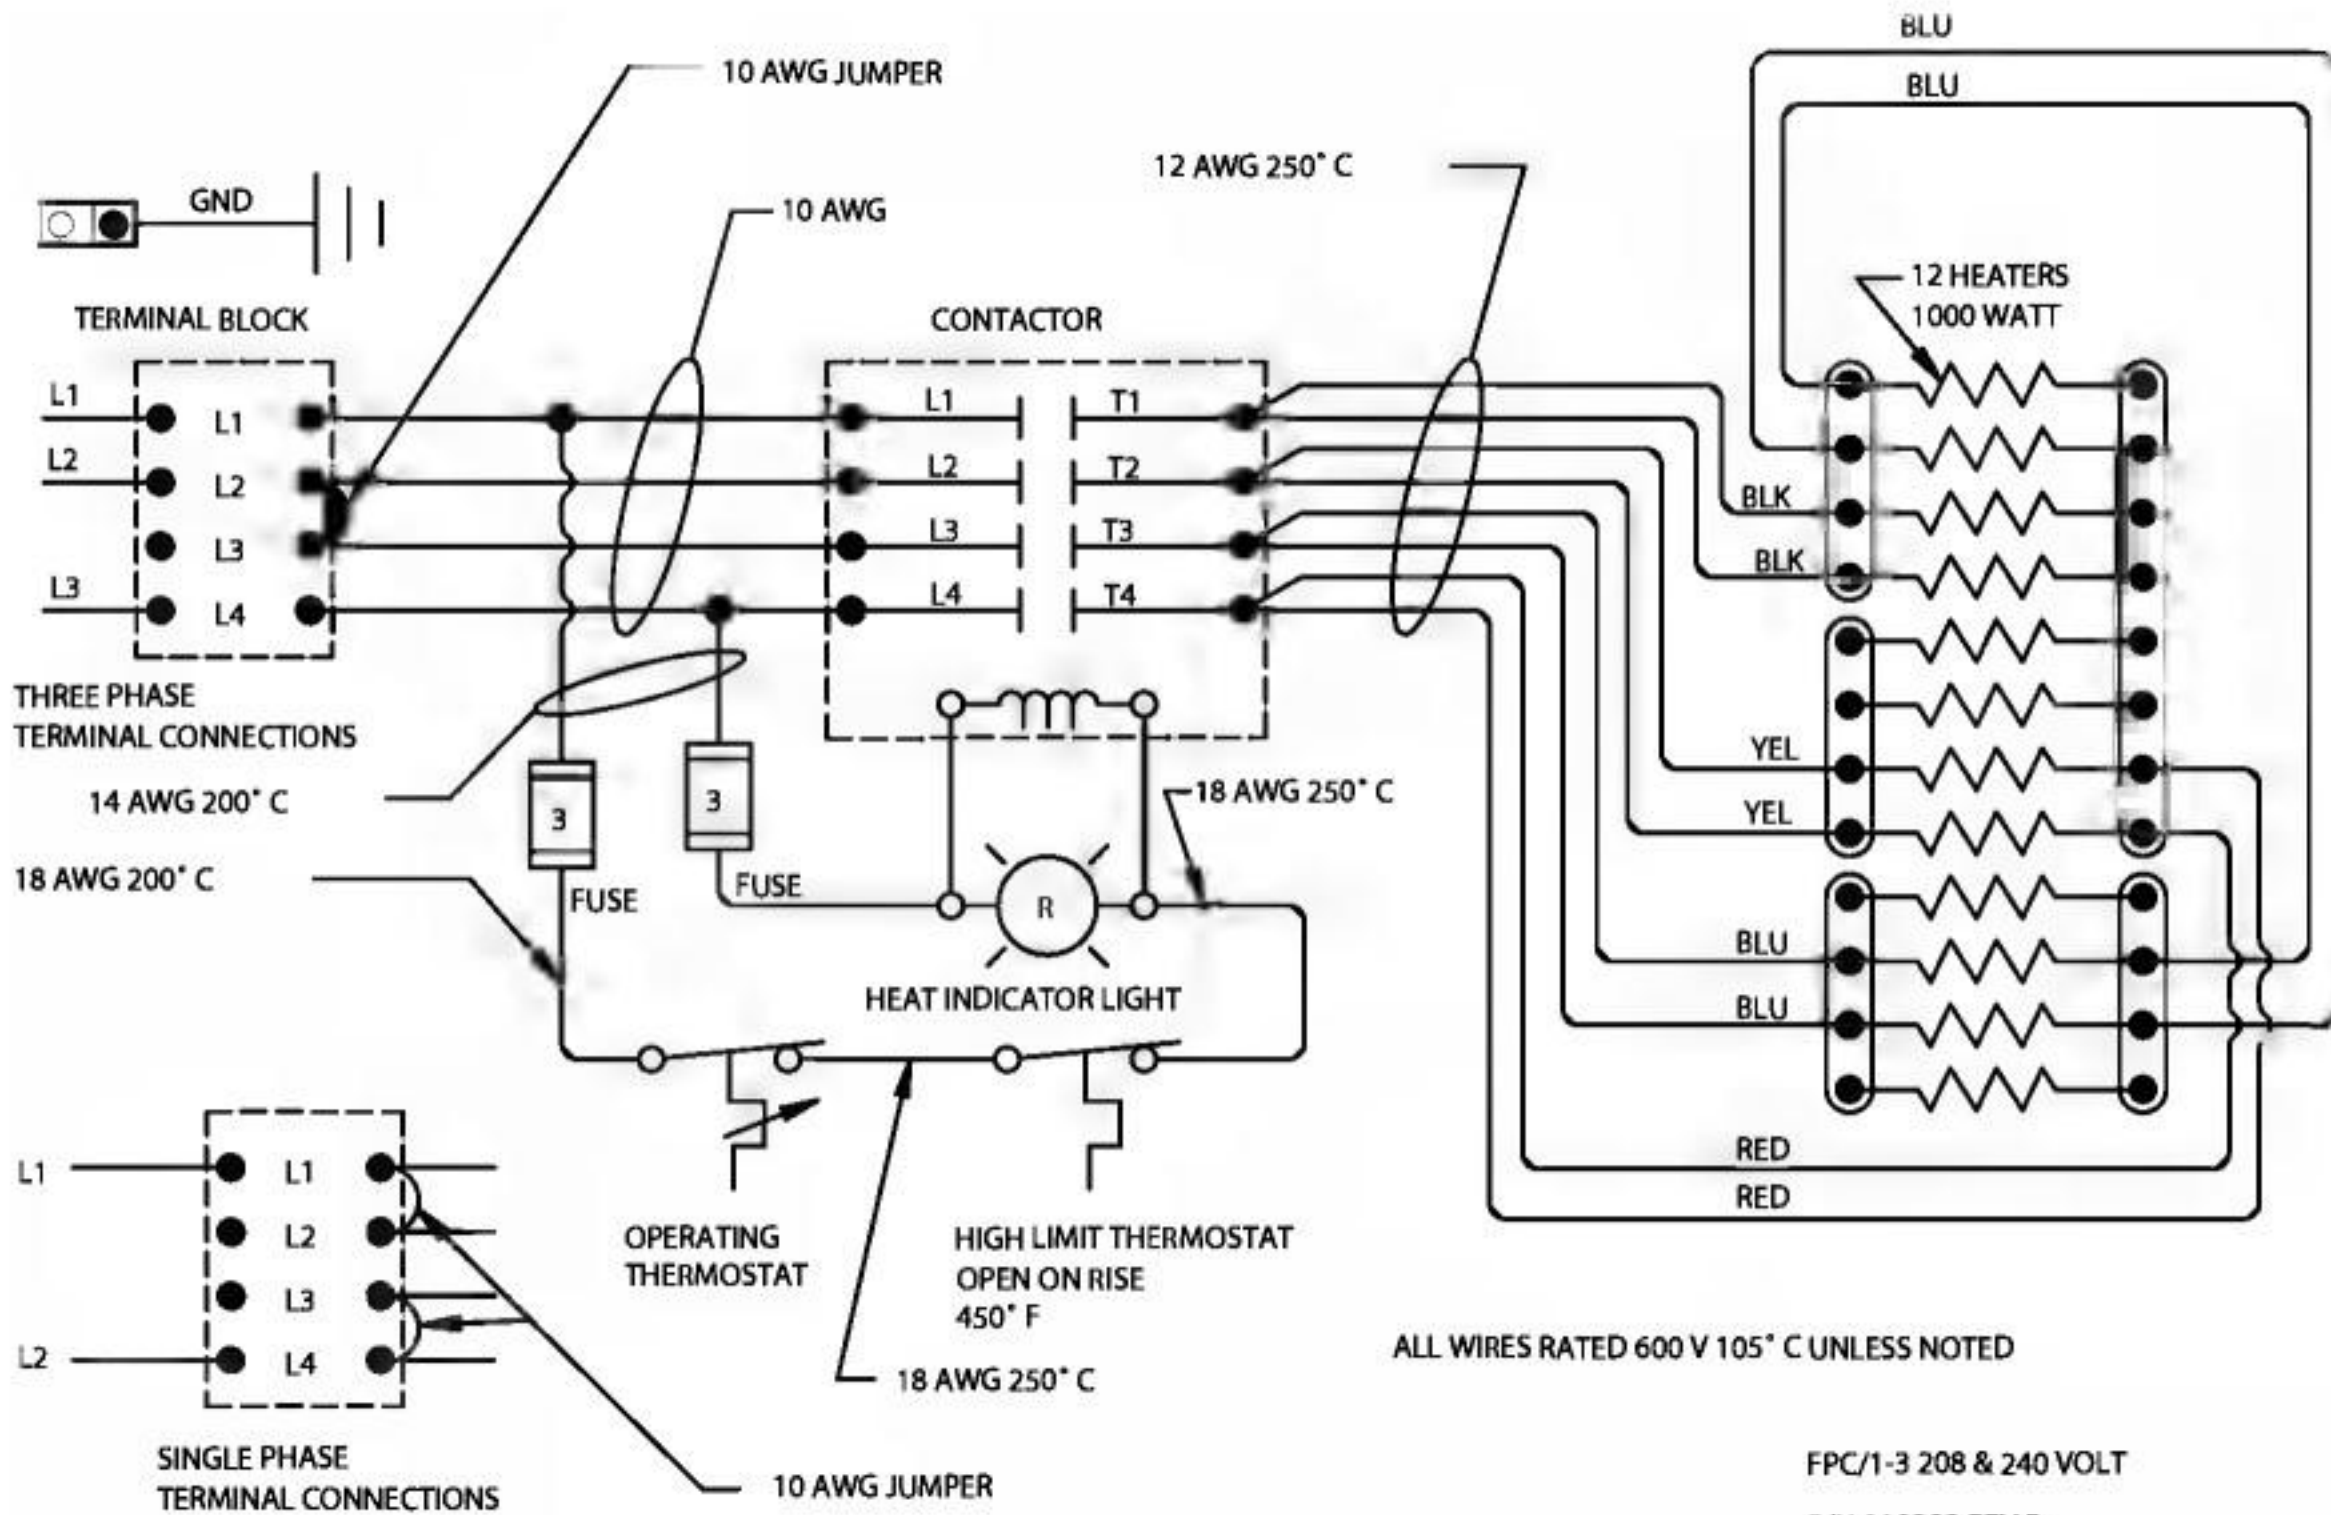 BLU
BLU
10 AWG JUMPER
12 AWG 250° C
10 AWG
GND
12 HEATERS
1000 WATT
TERMINAL BLOCK
CONTACTOR
L1
L1
L1
T1
L2
L2
L2
T2
BLK
L3
L3
T3
BLK
L3
L4
L4
T4
THREE PHASE
TERMINAL CONNECTIONS
YEL
14 AWG 200° C
3
3
18 AWG 250° C
YEL
18 AWG 200° C
FUSE
FUSE
R
BLU
HEAT INDICATOR LIGHT
BLU
RED
RED
L1
L1
L2
L3
L2
L4
OPERATING
THERMOSTAT
HIGH LIMIT THERMOSTAT
OPEN ON RISE
450° F
18 AWG 250° C
ALL WIRES RATED 600 V 105° C UNLESS NOTED
SINGLE PHASE
TERMINAL CONNECTIONS
10 AWG JUMPER
FPC/1-3 208 & 240 VOLT